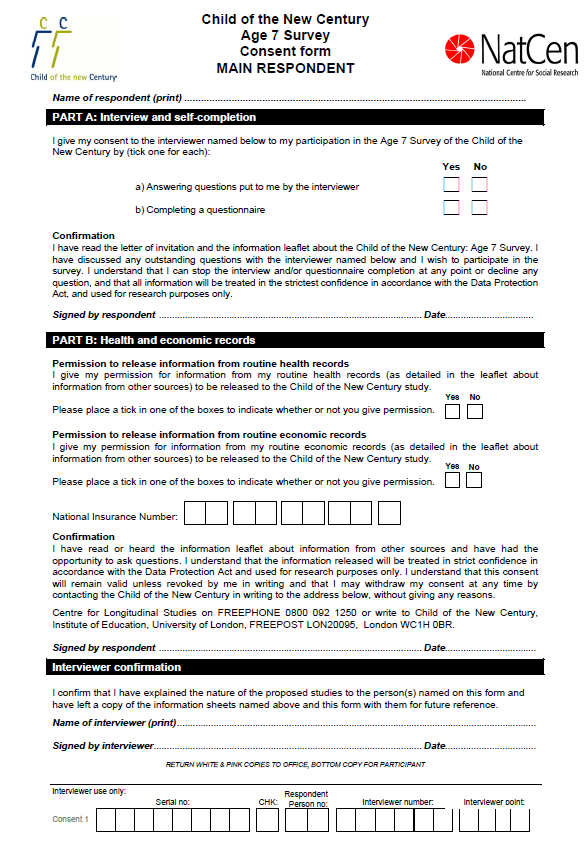 C C
Child of the new Century
Child of the New Century
Age 7 Survey
Consent form
MAIN RESPONDENT
NatCen
National Centre for Social Research
Name of respondent (print) ............................................................
PART A: Interview and self-completion
I give my consent to the interviewer named below to my participation in the Age 7 Survey of the Child of the
New Century by (tick one for each):
Yes No
a) Answering questions put to me by the interviewer
b) Completing a questionnaire
Confirmation
I have read the letter of invitation and the information leaflet about the Child of the New Century: Age 7 Survey. I
have discussed any outstanding questions with the interviewer named below and I wish to participate in the
survey. I understand that I can stop the interview and/or questionnaire completion at any point or decline any
question, and that all information will be treated in the strictest confidence in accordance with the Data Protection
Act, and used for research purposes only.
Signed by respondent ............................................................ Date..............................
PART B: Health and economic records
Permission to release information from routine health records
I give my permission for information from my routine health records (as detailed in the leaflet about
information from other sources) to be released to the Child of the New Century study.
Yes No
Please place a tick in one of the boxes to indicate whether or not you give permission.
Permission to release information from routine economic records
I give my permission for information from my routine economic records (as detailed in the leaflet about
information from other sources) to be released to the Child of the New Century study.
Yes No
Please place a tick in one of the boxes to indicate whether or not you give permission.
National Insurance Number:
Confirmation
I have read or heard the information leaflet about information from other sources and have had the
opportunity to ask questions. I understand that the information released will be treated in strict confidence in
accordance with the Data Protection Act and used for research purposes only. I understand that this consent
will remain valid unless revoked by me in writing and that I may withdraw my consent at any time by
contacting the Child of the New Century in writing to the address below, without giving any reasons.
Centre for Longitudinal Studies on FREEPHONE 0800 092 1250 or write to Child of the New Century,
Institute of Education, University of London, FREEPOST LON20095, London WC1H 0BR.
Signed by respondent ............................................................ Date..............................
Interviewer confirmation
I confirm that I have explained the nature of the proposed studies to the person(s) named on this form and
have left a copy of the information sheets named above and this form with them for future reference.
Name of interviewer (print)............................................................
Signed by interviewer............................................................ Date..............................
RETURN WHITE & PINK COPIES TO OFFICE, BOTTOM COPY FOR PARTICIPANT
Interviewer use only:
Serial no: CHK: Respondent Person no: Interviewer number: Interviewer point:
Consent 1